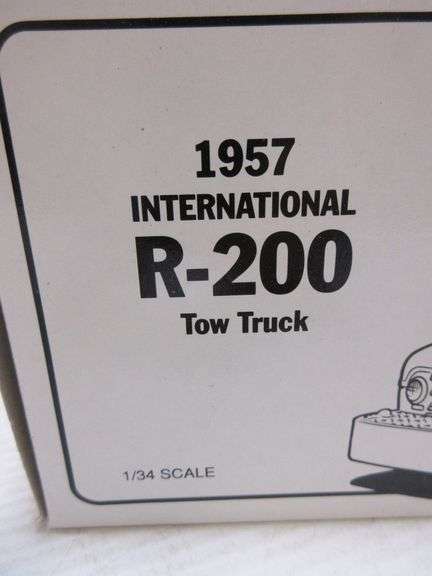 1957
INTERNATIONAL
R-200
Tow Truck
1/34 SCALE